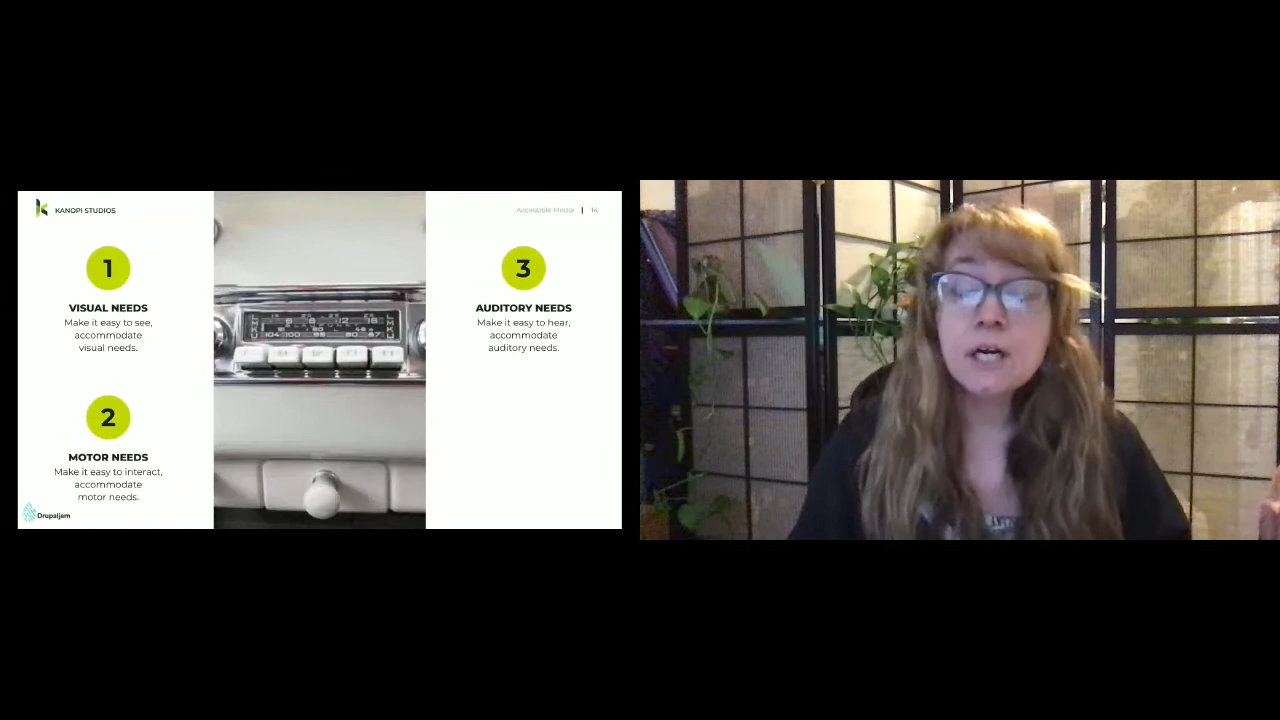 KANOPI STUDIOS
Accessible Media | 14
1
VISUAL NEEDS
Make it easy to see,
accommodate
visual needs.
2
MOTOR NEEDS
Make it easy to interact,
accommodate
motor needs.
3
AUDITORY NEEDS
Make it easy to hear,
accommodate
auditory needs.
Drupaljam